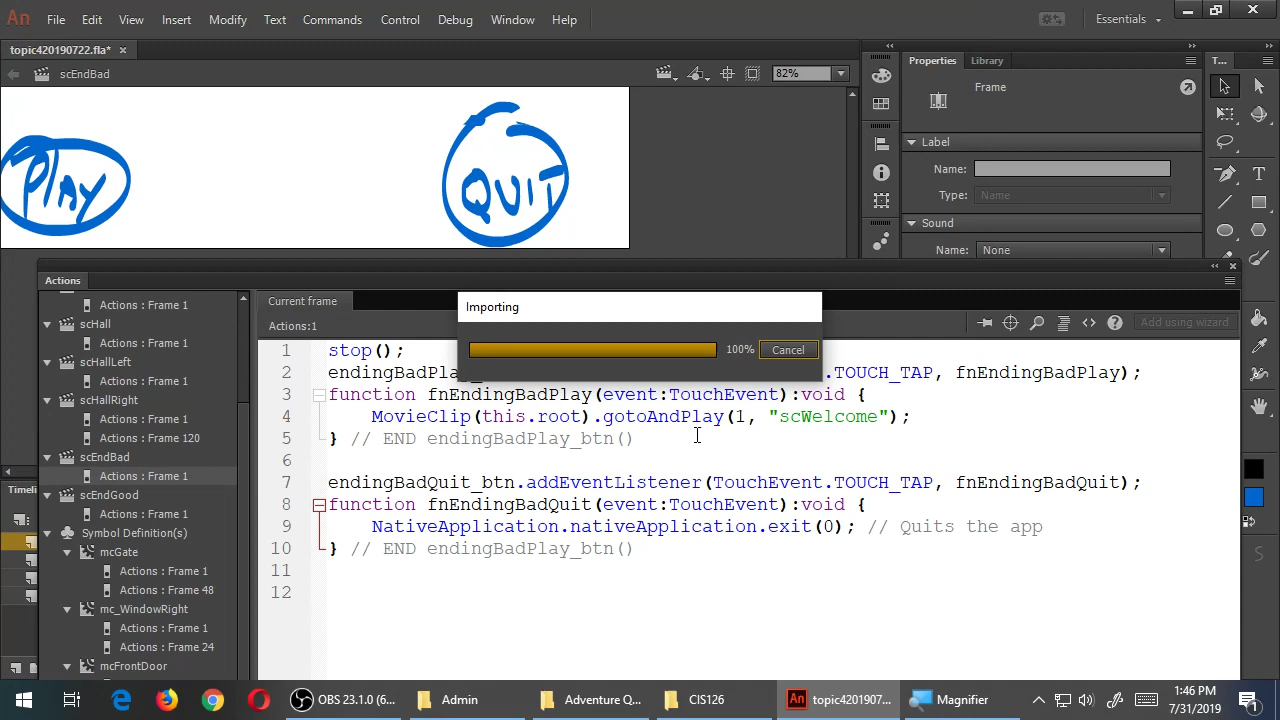 An File Edit View Insert Modify Text Commands Control Debug Window Help Essentials
topic420190722.fla* ×
scEndBad 82%
PLAY
QUIT
Properties Library T...
Frame
Label
Name:
Type: Name
Sound
Name: None
Timeli
Actions
Actions : Frame 1
scHall
Actions : Frame 1
scHallLeft
Actions : Frame 1
scHallRight
Actions : Frame 1
Actions : Frame 120
scEndBad
Actions : Frame 1
scEndGood
Actions : Frame 1
Symbol Definition(s)
mcGate
Actions : Frame 1
Actions : Frame 48
mc_WindowRight
Actions : Frame 1
Actions : Frame 24
mcFrontDoor
Current frame
Actions:1
Add using wizard
Importing
100% Cancel
1 stop();
2 endingBadPlay_ .TOUCH_TAP, fnEndingBadPlay);
3 function fnEndingBadPlay(event:TouchEvent):void {
4 MovieClip(this.root).gotoAndPlay(1, "scWelcome");
5 } // END endingBadPlay_btn()
6
7 endingBadQuit_btn.addEventListener(TouchEvent.TOUCH_TAP, fnEndingBadQuit);
8 function fnEndingBadQuit(event:TouchEvent):void {
9 NativeApplication.nativeApplication.exit(0); // Quits the app
10 } // END endingBadPlay_btn()
11
12
OBS 23.1.0 (6... Admin Adventure Q... CIS126 An topic4201907... Magnifier
1:46 PM
7/31/2019
1